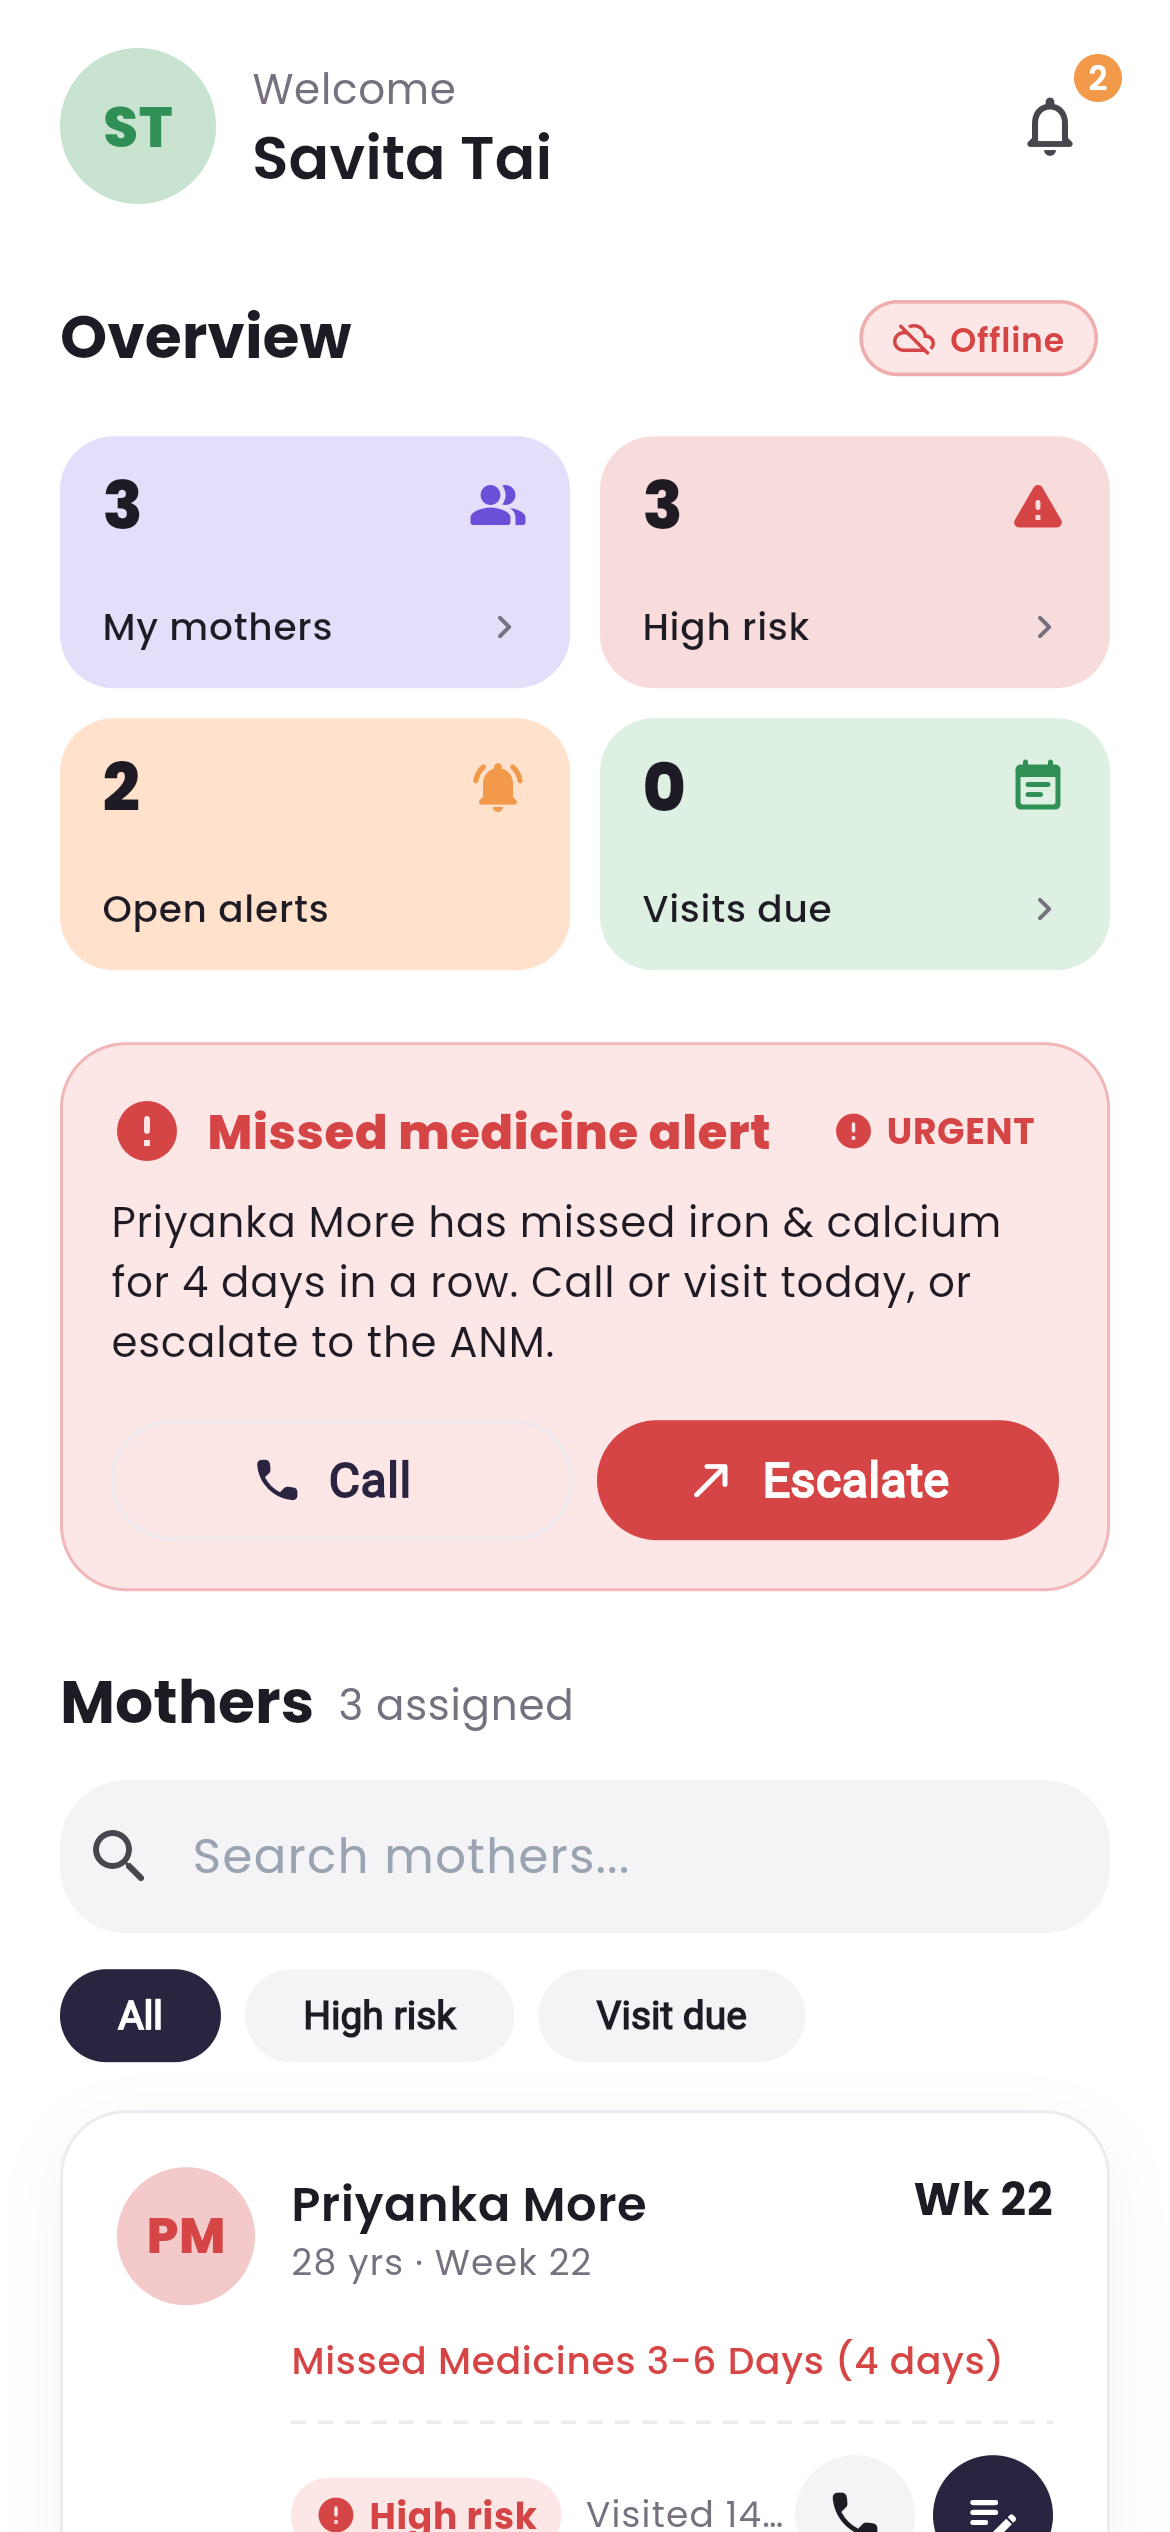 ST
Welcome
Savita Tai
2
Overview
Offline
3
My mothers
3
High risk
2
Open alerts
0
Visits due
Missed medicine alert
URGENT
Priyanka More has missed iron & calcium
for 4 days in a row. Call or visit today, or
escalate to the ANM.
Call
Escalate
Mothers 3 assigned
Search mothers...
All
High risk
Visit due
PM
Priyanka More
Wk 22
28 yrs · Week 22
Missed Medicines 3-6 Days (4 days)
High risk
Visited 14...